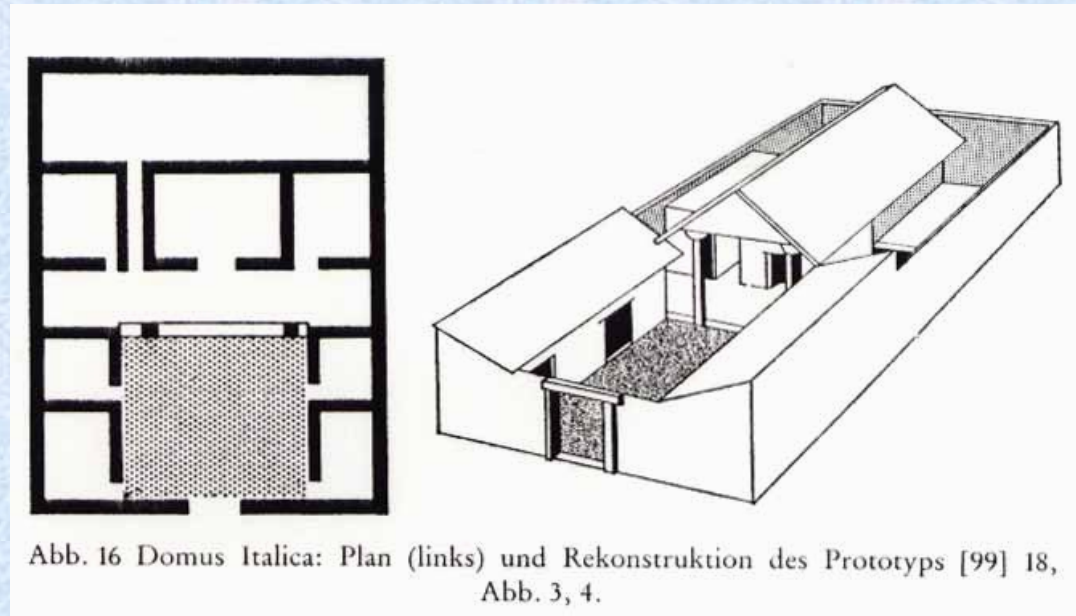 Abb. 16 Domus Italica: Plan (links) und Rekonstruktion des Prototyps [99] 18,
Abb. 3, 4.